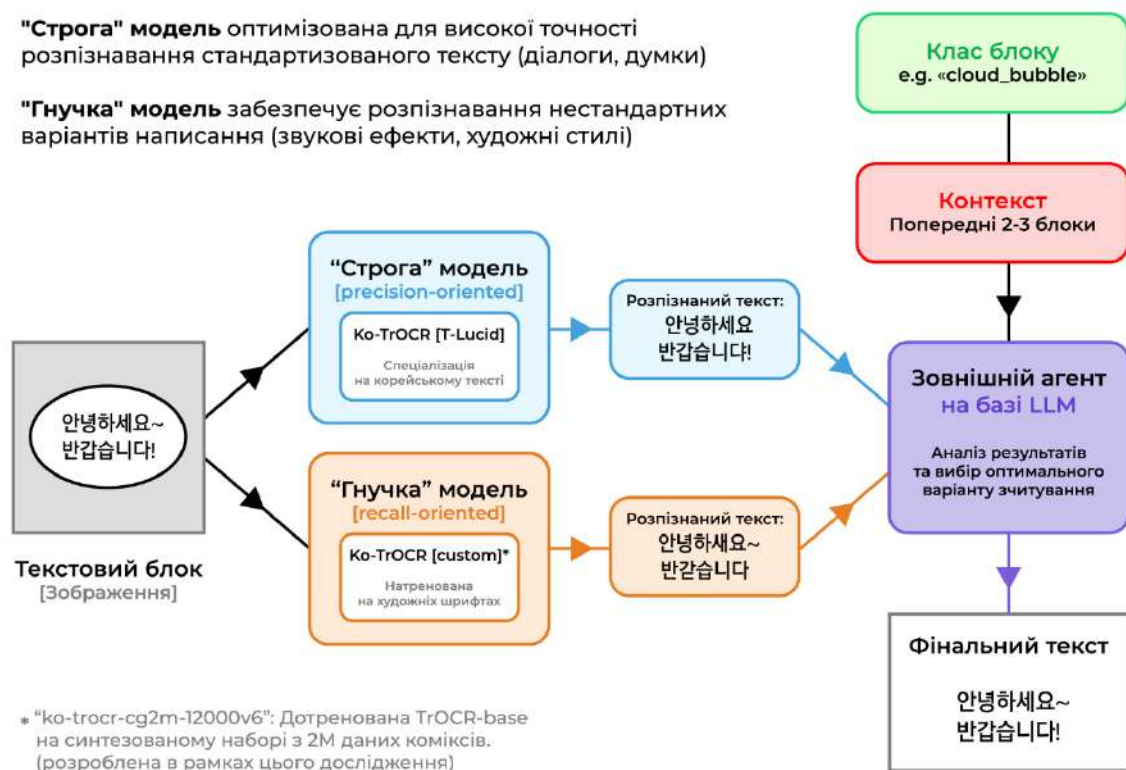 "Строга" модель оптимізована для високої точності
розпізнавання стандартизованого тексту (діалоги, думки)
"Гнучка" модель забезпечує розпізнавання нестандартних
варіантів написання (звукові ефекти, художні стилі)
Клас блоку
e.g. «cloud_bubble»
Контекст
Попередні 2-3 блоки
안녕하세요~
반갑습니다!
Текстовий блок
[Зображення]
“Строга” модель
[precision-oriented]
Ko-TrOCR [T-Lucid]
Спеціалізація
на корейському тексті
Розпізнаний текст:
안녕하세요
반갑습니댜!
“Гнучка” модель
[recall-oriented]
Ko-TrOCR [custom]*
Натренована
на художніх шрифтах
Розпізнаний текст:
안녕하새요~
반갇습니다
Зовнішній агент
на базі LLM
Аналіз результатів
та вибір оптимального
варіанту зчитування
Фінальний текст
안녕하세요~
반갑습니다!
* “ko-trocr-cg2m-12000v6”: Дотренована TrOCR-base
на синтезованому наборі з 2M даних коміксів.
(розроблена в рамках цього дослідження)